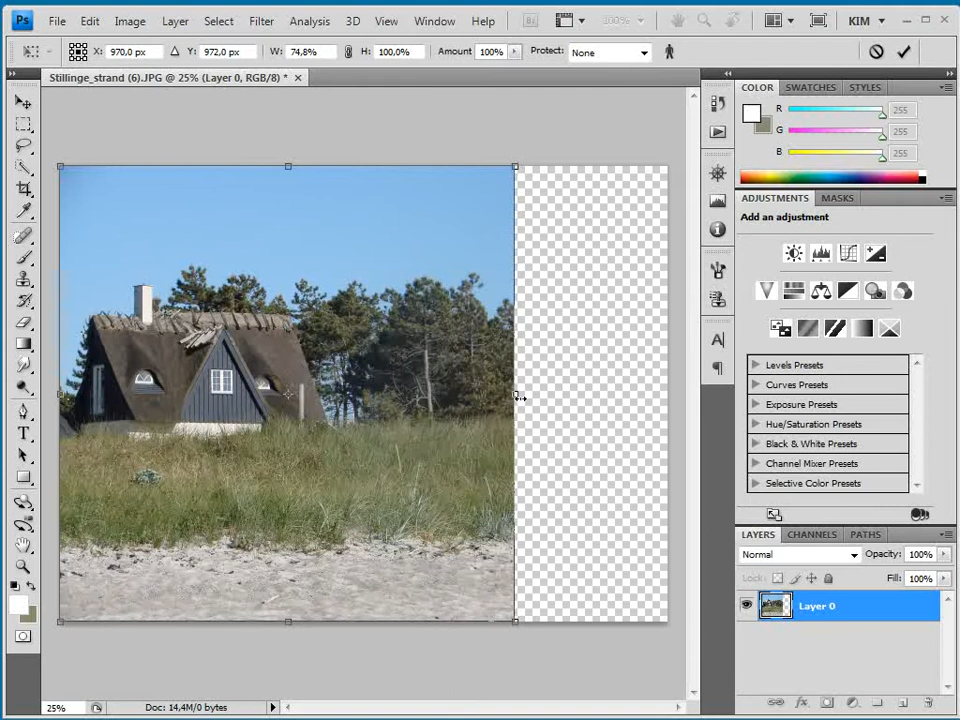 Ps File Edit Image Layer Select Filter Analysis 3D View Window Help Br 100% KIM
X: 970,0 px Y: 972,0 px W: 74,8% H: 100,0% Amount: 100% Protect: None
Stillinge_strand (6).JPG @ 25% (Layer 0, RGB/8) *
COLOR SWATCHES STYLES
R 255
G 255
B 255
ADJUSTMENTS MASKS
Add an adjustment
Levels Presets
Curves Presets
Exposure Presets
Hue/Saturation Presets
Black & White Presets
Channel Mixer Presets
Selective Color Presets
LAYERS CHANNELS PATHS
Normal Opacity: 100%
Lock: Fill: 100%
Layer 0
25% Doc: 14,4M/0 bytes